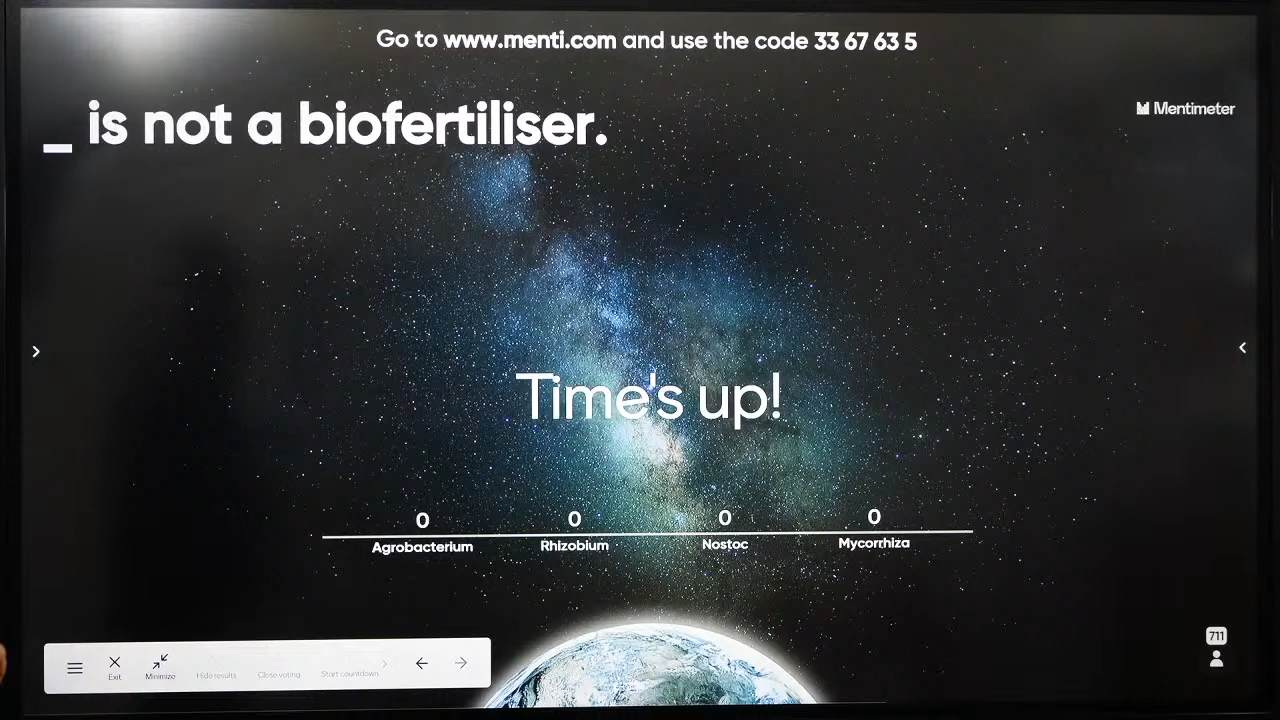 Go to www.menti.com and use the code 33 67 63 5
_ is not a biofertiliser.
Mentimeter
Time's up!
0 0 0 0
Agrobacterium Rhizobium Nostoc Mycorrhiza
711
Exit Minimize Hide results Close voting Start countdown